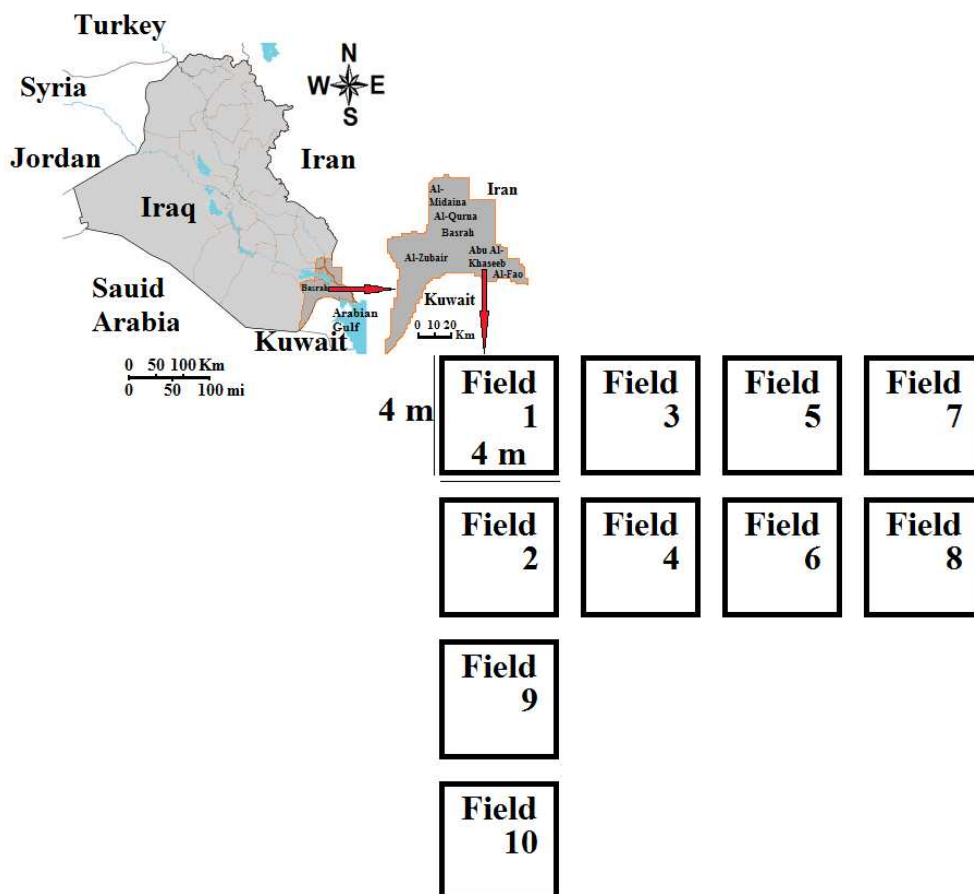 Turkey
Syria
Jordan
Iraq
Iran
N
W E
S
Sauid
Arabia
Kuwait
Basrah
Arabian
Gulf
0 50 100 Km
0 50 100 mi
Al-
Midaina
Iran
Al-Qurna
Basrah
Al-Zubair
Abu Al-
Khaseeb
Al-Fao
Kuwait
0 10 20
Km
4 m
Field
1
4 m
Field
3
Field
5
Field
7
Field
2
Field
4
Field
6
Field
8
Field
9
Field
10